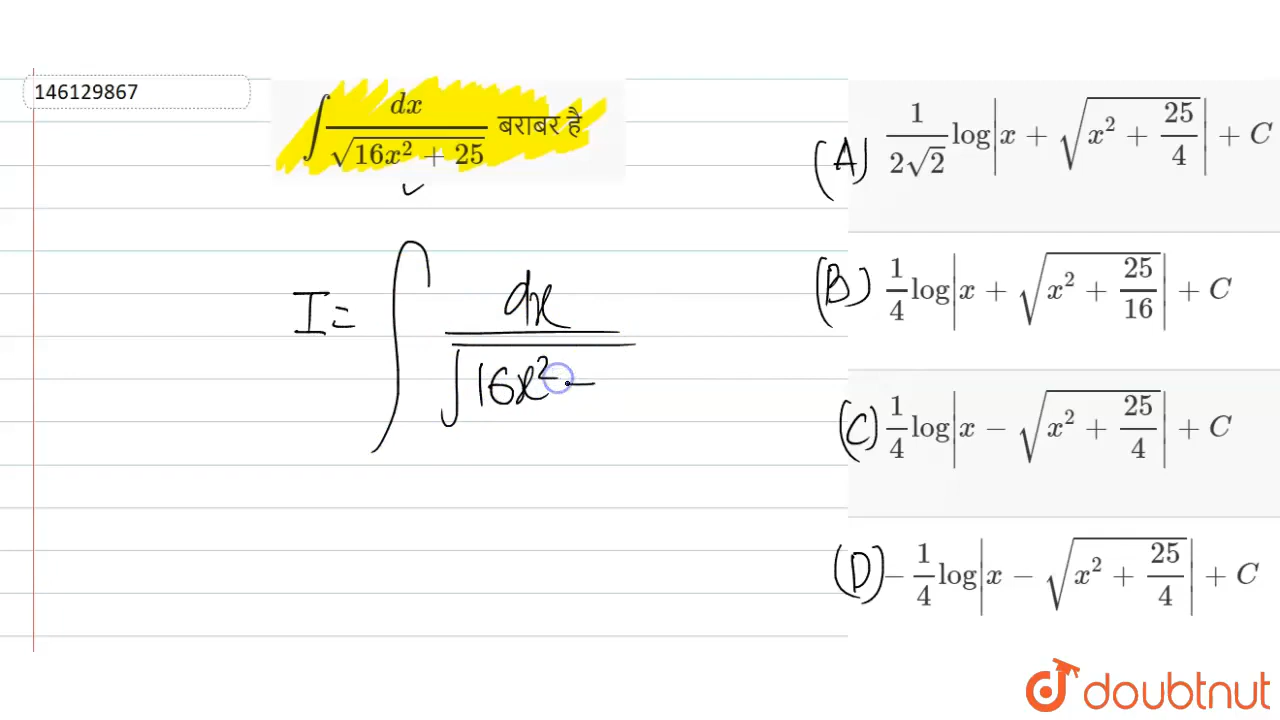 146129867
∫ dx / √(16x² + 25) बराबर है
I = ∫ dx / √(16x² -
(A) 1/(2√2) log|x + √(x² + 25/4)| + C
(B) 1/4 log|x + √(x² + 25/16)| + C
(C) 1/4 log|x − √(x² + 25/4)| + C
(D) −1/4 log|x − √(x² + 25/4)| + C
doubtnut